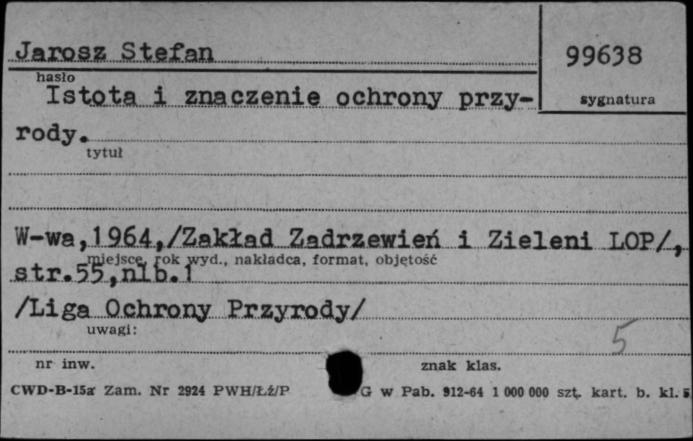 Jarosz Stefan
99638
hasło
sygnatura
Istota i znaczenie ochrony przy-
rody.
tytuł
W-wa,1964,/Zakład Zadrzewień i Zieleni LOP/,
miejsce, rok wyd., nakładca, format, objętość
str.55,nlb.1
/Liga Ochrony Przyrody/
uwagi:
5
nr inw.
znak klas.
CWD-B-15a Zam. Nr 2924 PWH/Łź/P G w Pab. 912-64 1 000 000 szt. kart. b. kl. 5